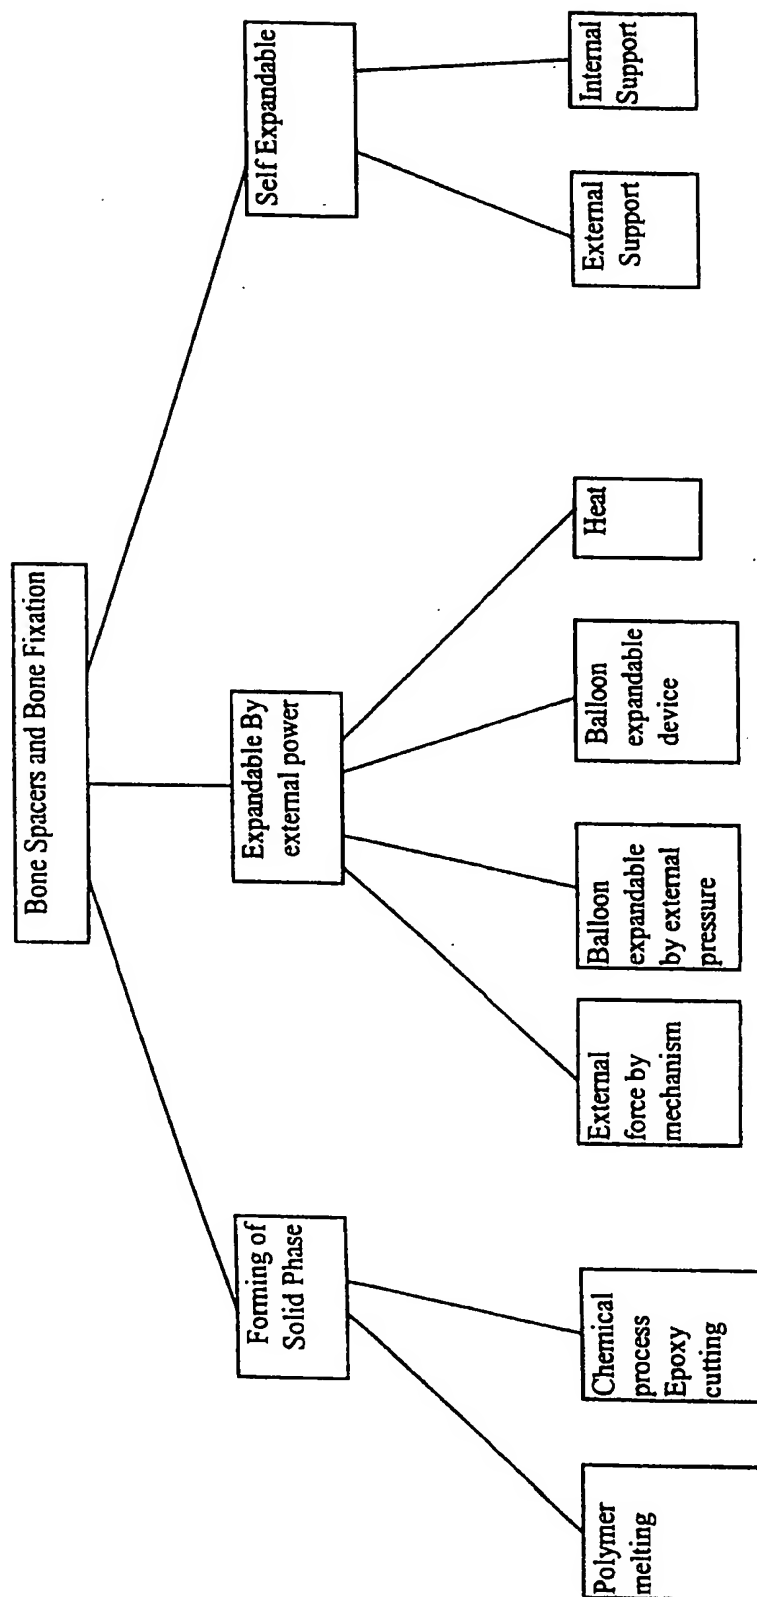 Bone Spacers and Bone Fixation
Forming of
Solid Phase
Expandable By
external power
Self Expandable
Polymer
melting
Chemical
process
Epoxy
cutting
External
force by
mechanism
Balloon
expandable
by external
pressure
Balloon
expandable
device
Heat
External
Support
Internal
Support